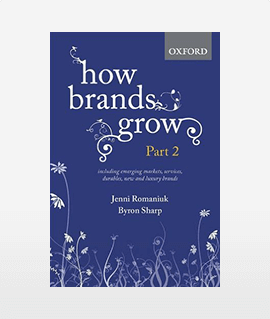 OXFORD
how
brands
grow
Part 2
including emerging markets, services,
durables, new and luxury brands
Jenni Romaniuk
Byron Sharp